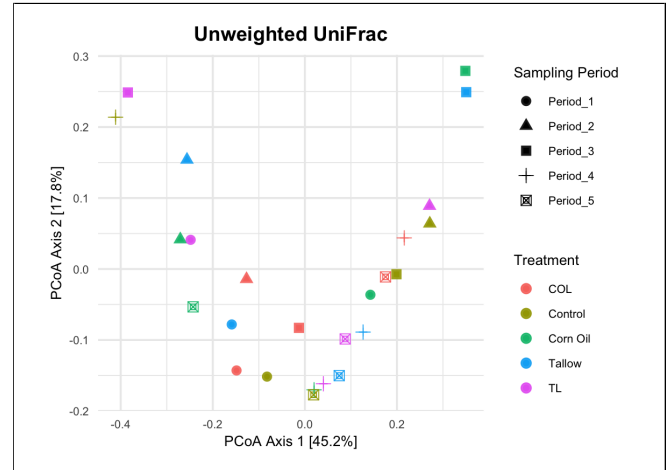 Unweighted UniFrac
0.3
0.2
0.1
0.0
-0.1
-0.2
PCoA Axis 2 [17.8%]
-0.4
-0.2
0.0
0.2
PCoA Axis 1 [45.2%]
Sampling Period
Period_1
Period_2
Period_3
Period_4
Period_5
Treatment
COL
Control
Corn Oil
Tallow
TL